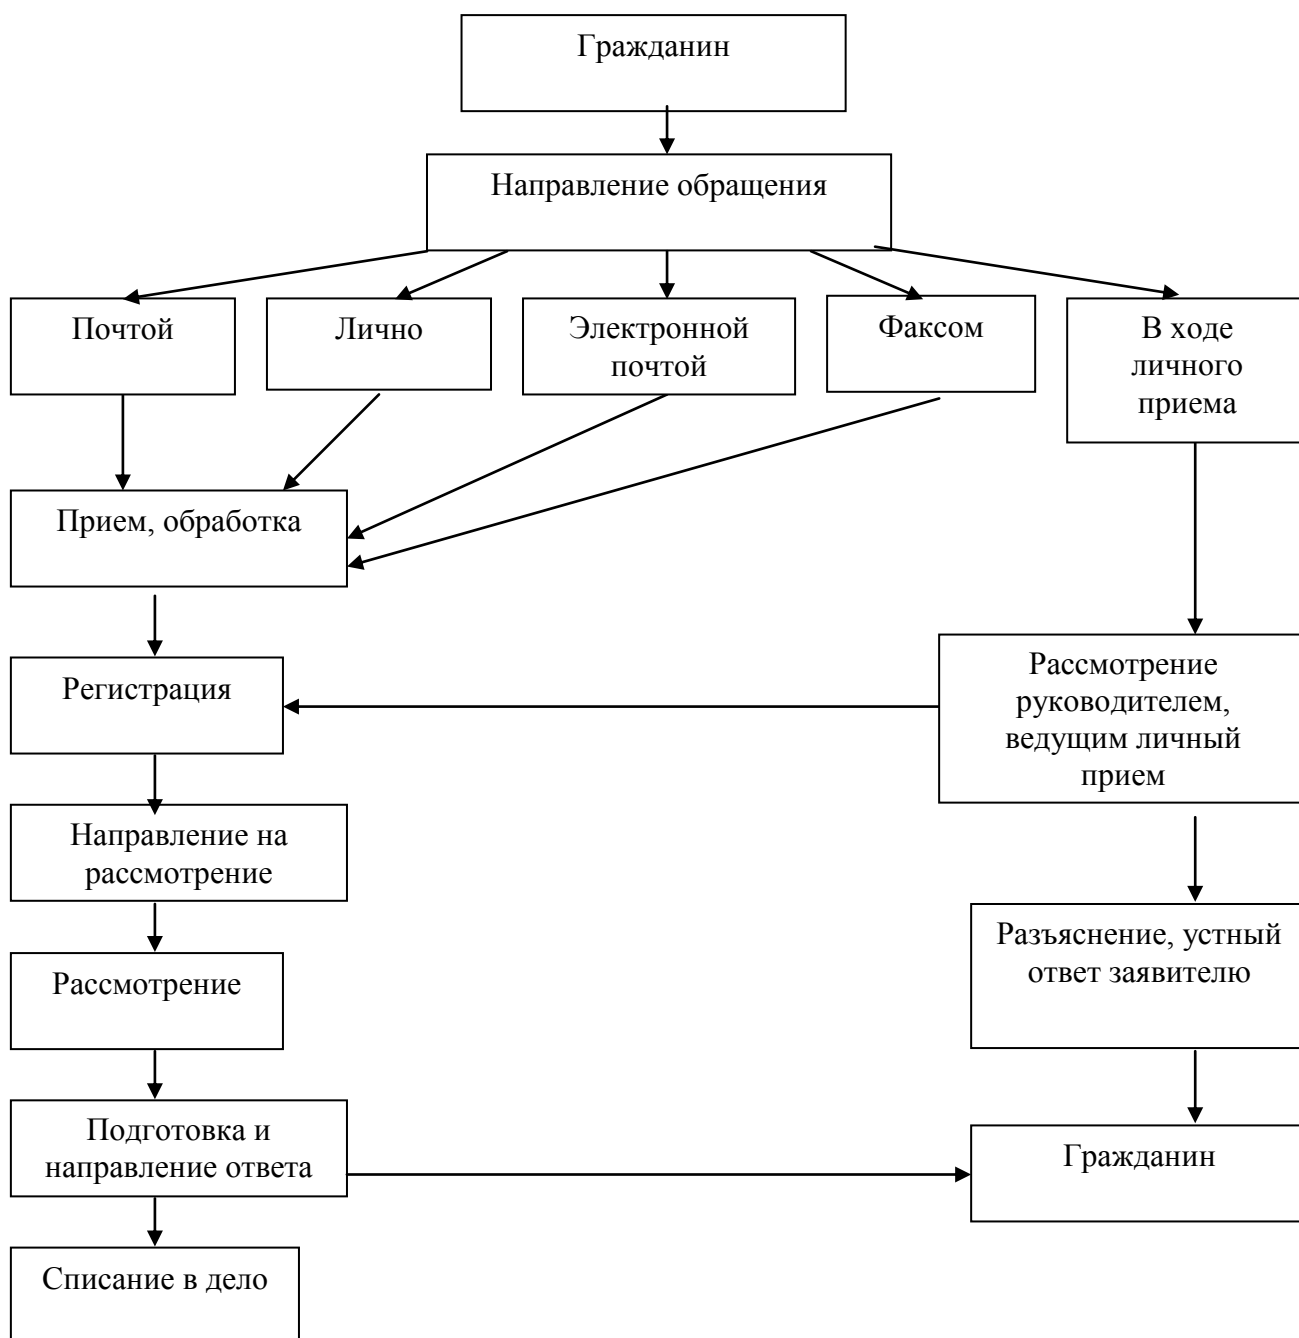 Гражданин
Направление обращения
Почтой
Лично
Электронной
почтой
Факсом
В ходе
личного
приема
Прием, обработка
Регистрация
Рассмотрение
руководителем,
ведущим личный
прием
Направление на
рассмотрение
Рассмотрение
Разъяснение, устный
ответ заявителю
Подготовка и
направление ответа
Гражданин
Списание в дело